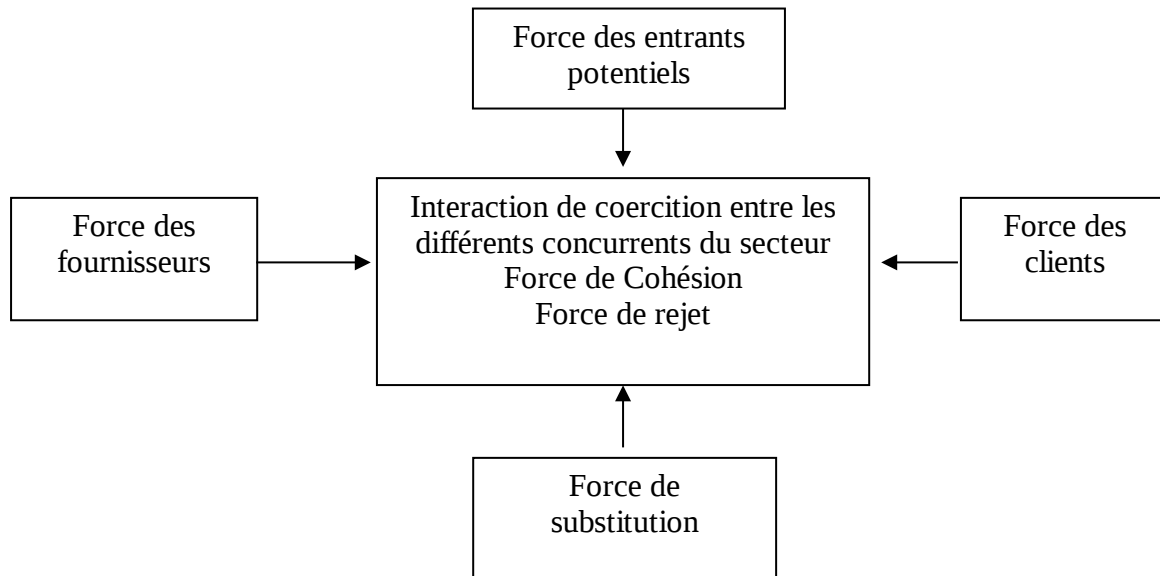 Force des entrants
potentiels
Force des
fournisseurs
Interaction de coercition entre les
différents concurrents du secteur
Force de Cohésion
Force de rejet
Force des
clients
Force de
substitution